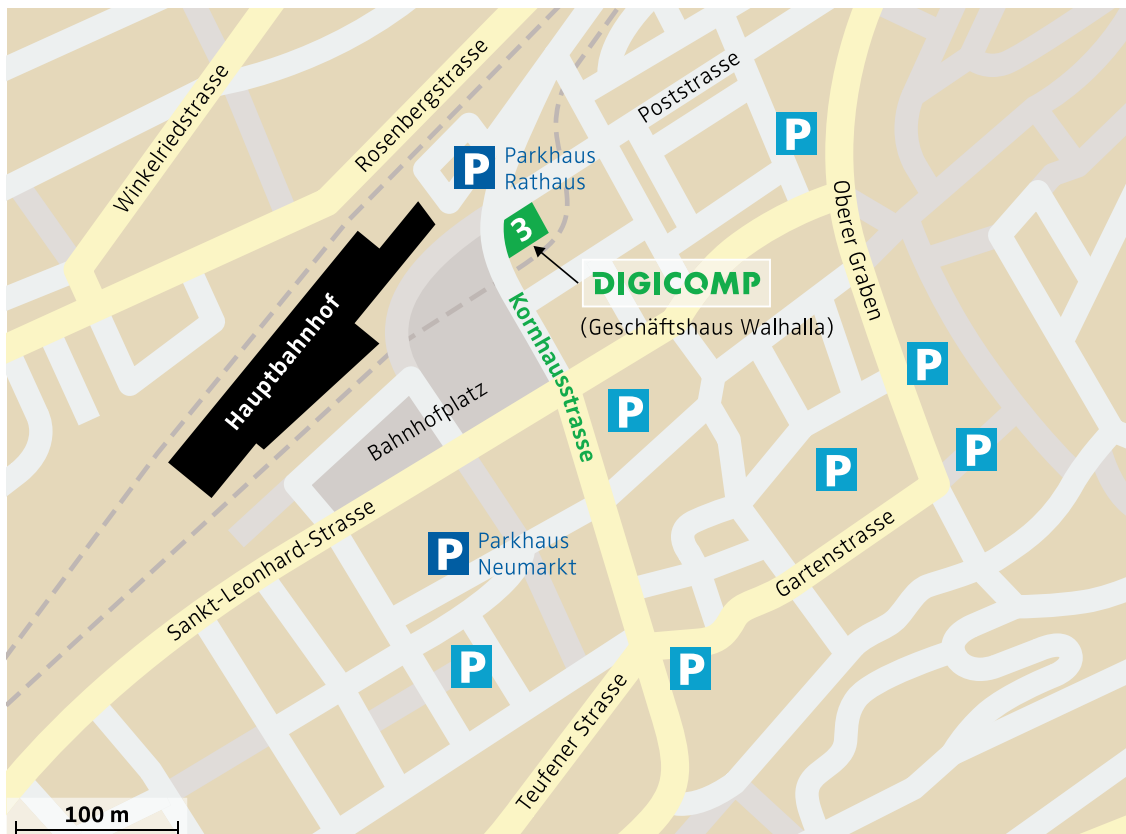 Winkelriedstrasse
Rosenbergstrasse
Poststrasse
P
P Parkhaus
Rathaus
3
Oberer Graben
DIGICOMP
(Geschäftshaus Walhalla)
Hauptbahnhof
Kornhausstrasse
Bahnhofplatz
P
P
P
P
Sankt-Leonhard-Strasse
P Parkhaus
Neumarkt
Gartenstrasse
P
P
Teufener Strasse
100 m